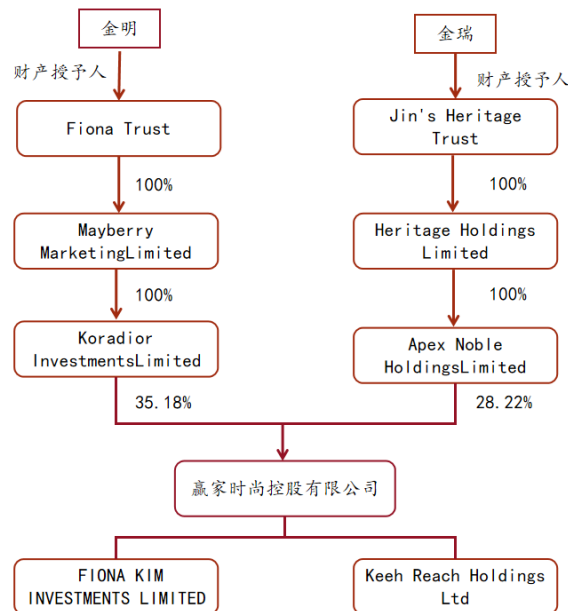 金明
金瑞
财产授予人
财产授予人
Fiona Trust
Jin's Heritage
Trust
100%
100%
Mayberry
MarketingLimited
Heritage Holdings
Limited
100%
100%
Koradior
InvestmentsLimited
Apex Noble
HoldingsLimited
35.18%
28.22%
赢家时尚控股有限公司
FIONA KIM
INVESTMENTS LIMITED
Keeh Reach Holdings
Ltd